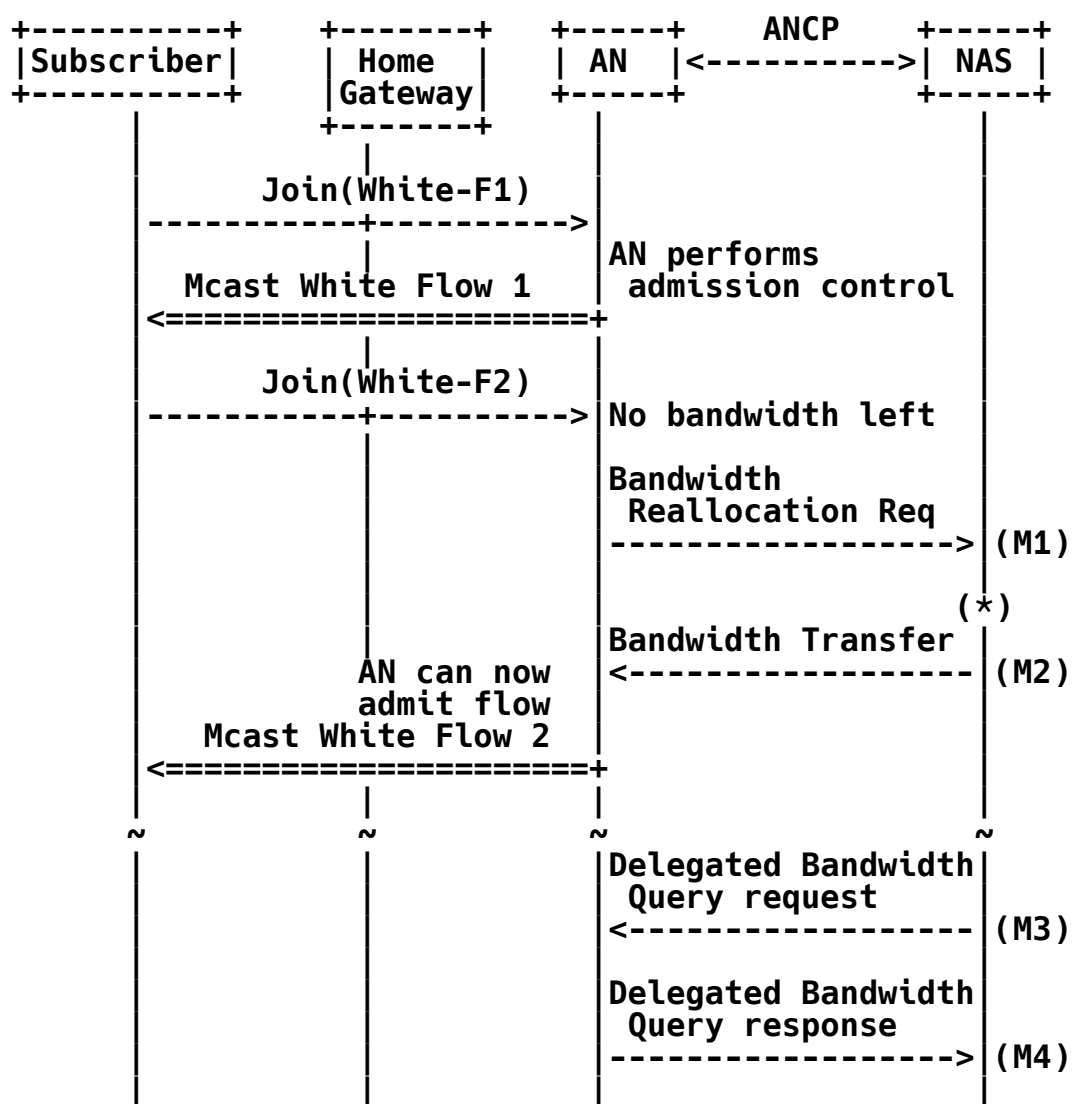 ANCP
Subscriber Home AN NAS
Gateway
Join(White-F1)
AN performs
Mcast White Flow 1 admission control
Join(White-F2)
No bandwidth left
Bandwidth
Reallocation Req
(M1)
(*)
Bandwidth Transfer
AN can now (M2)
admit flow
Mcast White Flow 2
~ ~ ~ ~
Delegated Bandwidth
Query request
(M3)
Delegated Bandwidth
Query response
(M4)